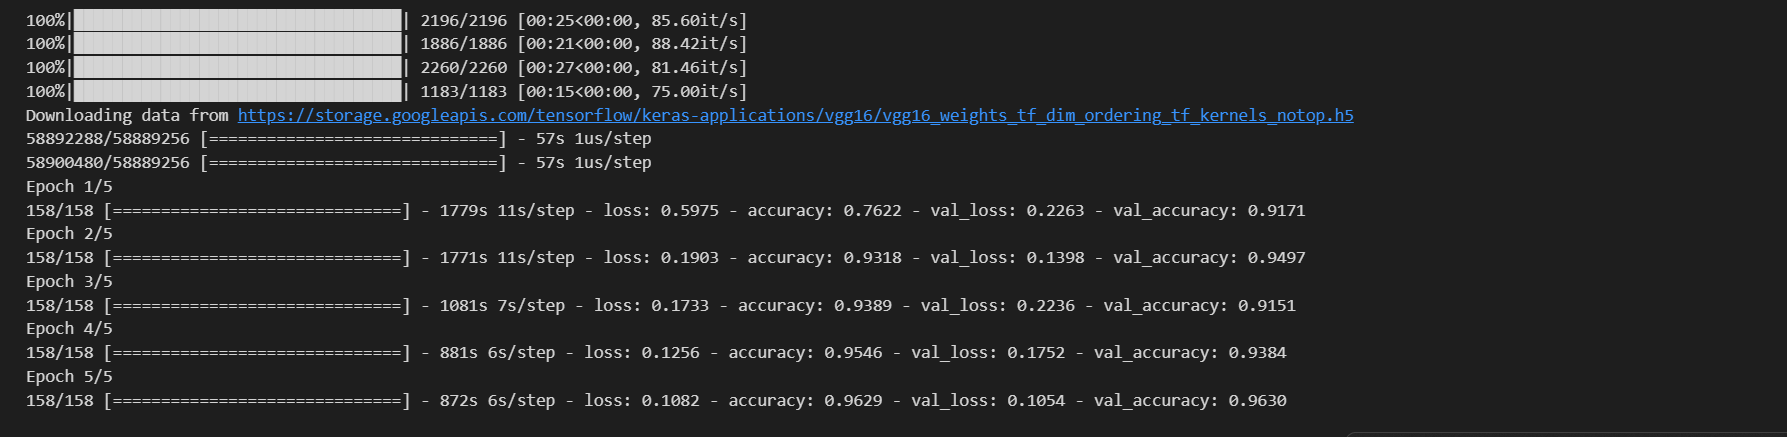 100%|██████████████████████████████████| 2196/2196 [00:25<00:00, 85.60it/s]
100%|██████████████████████████████████| 1886/1886 [00:21<00:00, 88.42it/s]
100%|██████████████████████████████████| 2260/2260 [00:27<00:00, 81.46it/s]
100%|██████████████████████████████████| 1183/1183 [00:15<00:00, 75.00it/s]
Downloading data from https://storage.googleapis.com/tensorflow/keras-applications/vgg16/vgg16_weights_tf_dim_ordering_tf_kernels_notop.h5
58892288/58889256 [==============================] - 57s 1us/step
58900480/58889256 [==============================] - 57s 1us/step
Epoch 1/5
158/158 [==============================] - 1779s 11s/step - loss: 0.5975 - accuracy: 0.7622 - val_loss: 0.2263 - val_accuracy: 0.9171
Epoch 2/5
158/158 [==============================] - 1771s 11s/step - loss: 0.1903 - accuracy: 0.9318 - val_loss: 0.1398 - val_accuracy: 0.9497
Epoch 3/5
158/158 [==============================] - 1081s 7s/step - loss: 0.1733 - accuracy: 0.9389 - val_loss: 0.2236 - val_accuracy: 0.9151
Epoch 4/5
158/158 [==============================] - 881s 6s/step - loss: 0.1256 - accuracy: 0.9546 - val_loss: 0.1752 - val_accuracy: 0.9384
Epoch 5/5
158/158 [==============================] - 872s 6s/step - loss: 0.1082 - accuracy: 0.9629 - val_loss: 0.1054 - val_accuracy: 0.9630